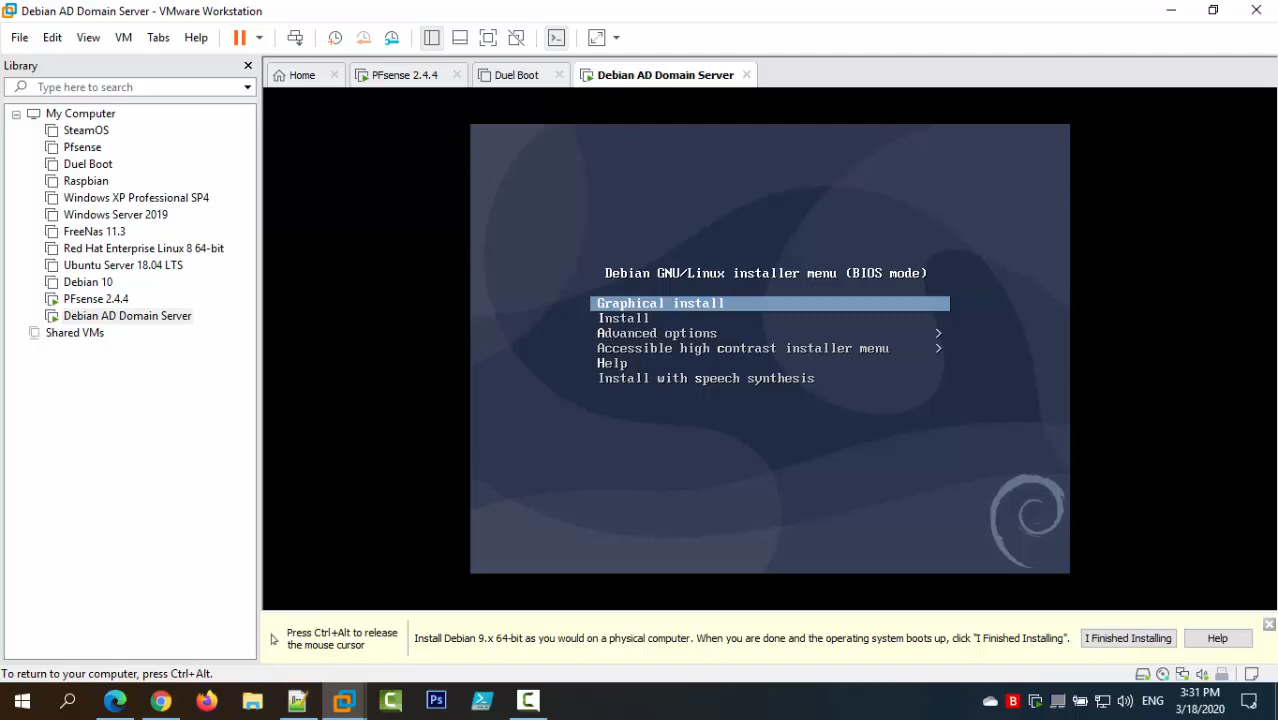 Debian AD Domain Server - VMware Workstation
File Edit View VM Tabs Help
Library
Type here to search
My Computer
SteamOS
Pfsense
Duel Boot
Raspbian
Windows XP Professional SP4
Windows Server 2019
FreeNas 11.3
Red Hat Enterprise Linux 8 64-bit
Ubuntu Server 18.04 LTS
Debian 10
PFsense 2.4.4
Debian AD Domain Server
Shared VMs
Home PFsense 2.4.4 Duel Boot Debian AD Domain Server
Debian GNU/Linux installer menu (BIOS mode)
Graphical install
Install
Advanced options >
Accessible high contrast installer menu >
Help
Install with speech synthesis
Press Ctrl+Alt to release
the mouse cursor
Install Debian 9.x 64-bit as you would on a physical computer. When you are done and the operating system boots up, click "I Finished Installing".
I Finished Installing
Help
To return to your computer, press Ctrl+Alt.
Ps
B
ENG
3:31 PM
3/18/2020